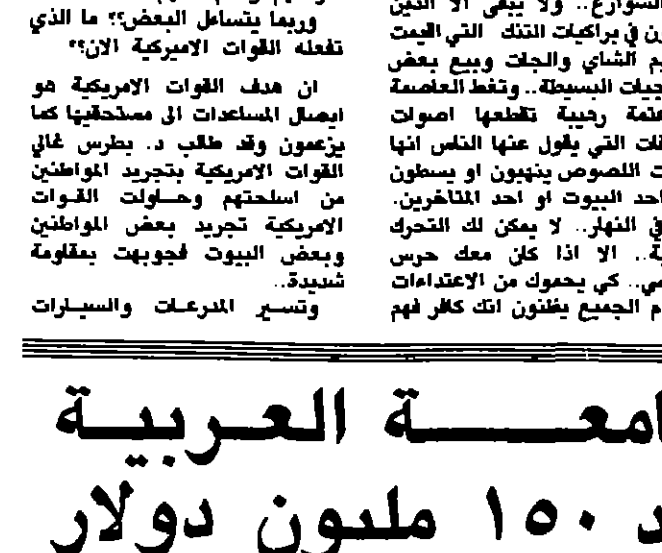 الشوارع.. ولا يبقى الا الذين
في براكيات التنك التي اقيمت
الشاي والجات وبيع بعض
البسيطة.. وتغط العاصمة
رهيبة تقطعها اصوات
التي يقول عنها الناس انها
اللصوص ينهبون او يسطون
احد البيوت او احد المتاخرين.
في النهار.. لا يمكن لك التحرك
الا اذا كان معك حرس
كي يحموك من الاعتداءات
الجميع يظنون انك كافر فهم
وربما يتساءل البعض؟؟ ما الذي
تفعله القوات الاميركية الان؟؟
ان هدف القوات الامريكية هو
ايصال المساعدات الى مستحقيها كما
يزعمون وقد طالب د. بطرس غالي
القوات الامريكية بتجريد المواطنين
من اسلحتهم وحاولت القوات
الامريكية تجريد بعض المواطنين
وبعض البيوت فجوبهت بمقاومة
شديدة..
وتسير المدرعات والسيارات
امعة العربية
د ١٥٠ مليون دولار